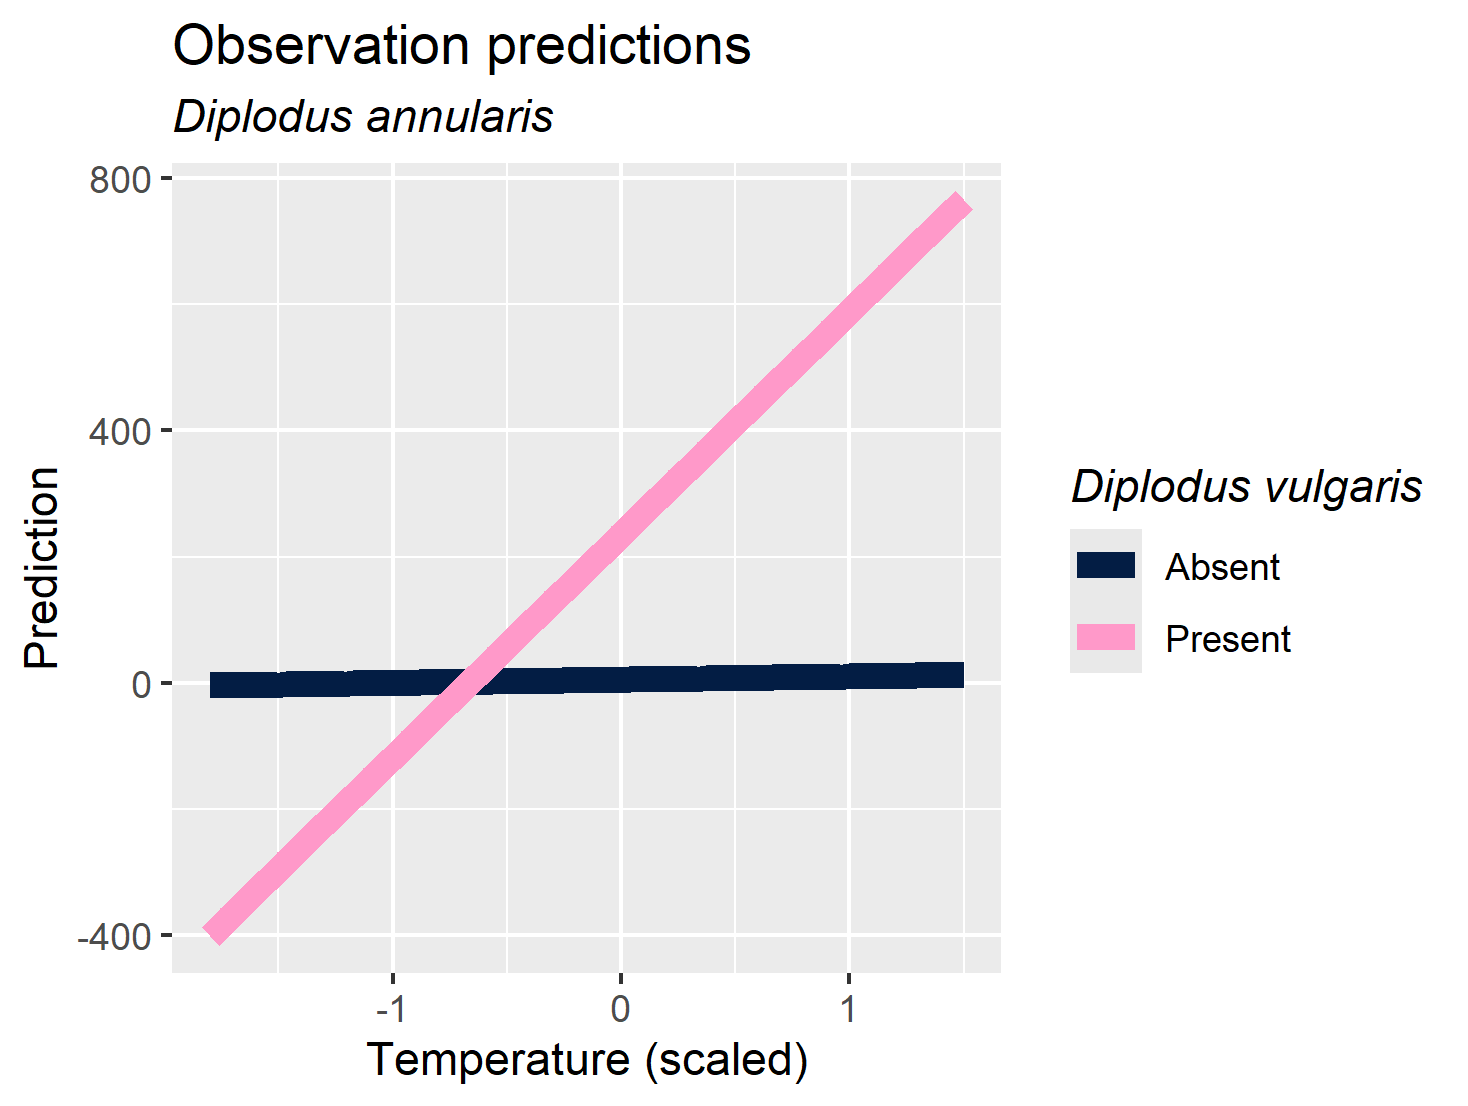 Observation predictions
Diplodus annularis
800
400
0
-400
Prediction
-1
0
1
Temperature (scaled)
Diplodus vulgaris
Absent
Present